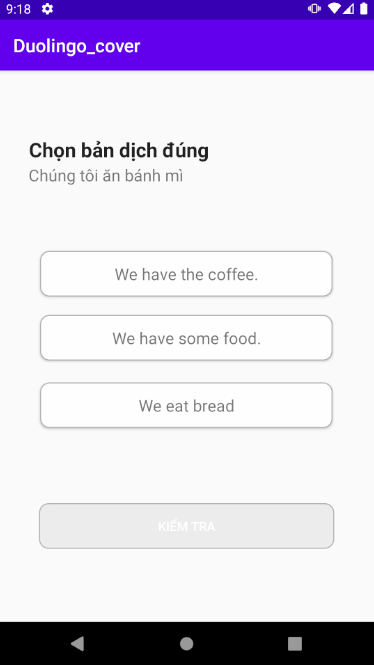 9:18
Duolingo_cover
Chọn bản dịch đúng
Chúng tôi ăn bánh mì
We have the coffee.
We have some food.
We eat bread
KIỂM TRA